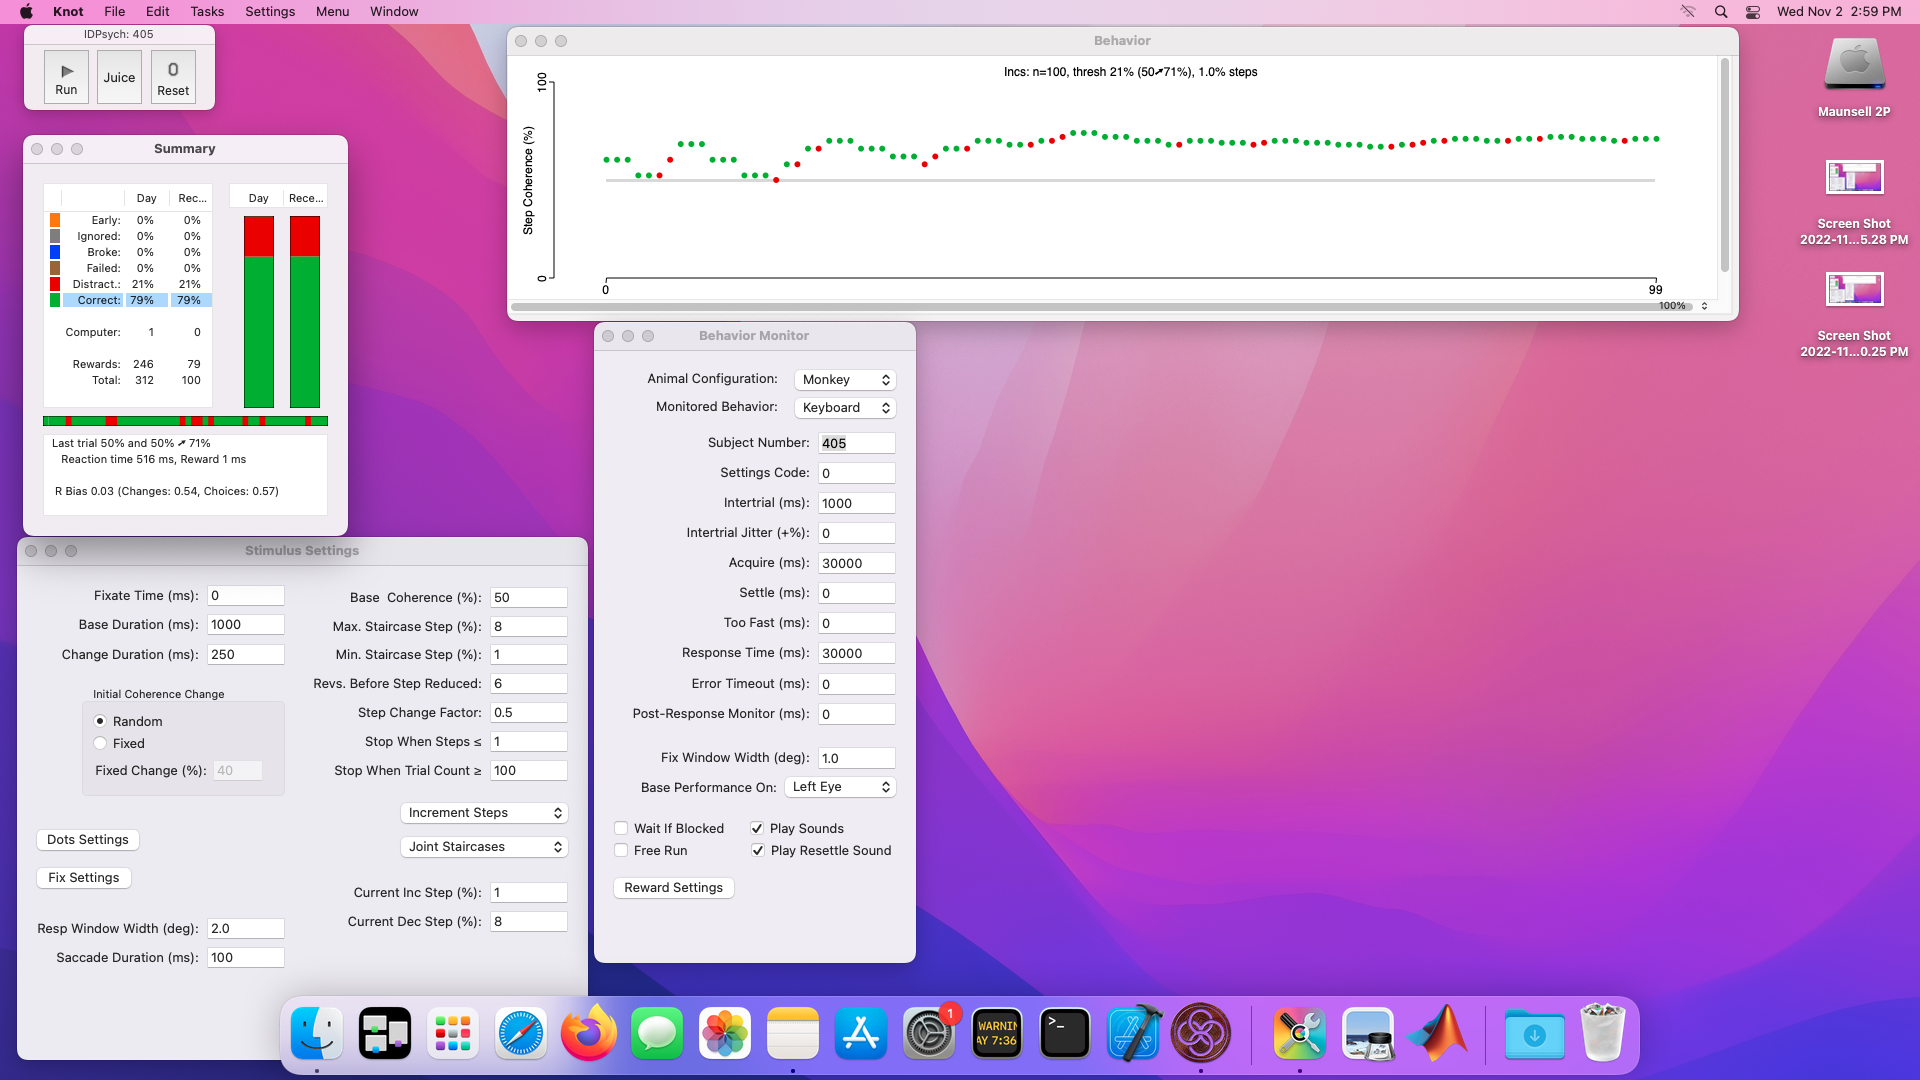 Knot File Edit Tasks Settings Menu Window Wed Nov 2 2:59 PM
IDPsych: 405
Run
Juice
0
Reset
Summary
Day Rec... Day Rece...
Early: 0% 0%
Ignored: 0% 0%
Broke: 0% 0%
Failed: 0% 0%
Distract.: 21% 21%
Correct: 79% 79%
Computer: 1 0
Rewards: 246 79
Total: 312 100
Last trial 50% and 50% ➚ 71%
Reaction time 516 ms, Reward 1 ms
R Bias 0.03 (Changes: 0.54, Choices: 0.57)
Behavior
Incs: n=100, thresh 21% (50➚71%), 1.0% steps
100
Step Coherence (%)
0
0 99
100%
Maunsell 2P
Screen Shot
2022-11...5.28 PM
Screen Shot
2022-11...0.25 PM
Stimulus Settings
Fixate Time (ms): 0
Base Duration (ms): 1000
Change Duration (ms): 250
Initial Coherence Change
Random
Fixed
Fixed Change (%): 40
Dots Settings
Fix Settings
Resp Window Width (deg): 2.0
Saccade Duration (ms): 100
Base Coherence (%): 50
Max. Staircase Step (%): 8
Min. Staircase Step (%): 1
Revs. Before Step Reduced: 6
Step Change Factor: 0.5
Stop When Steps ≤ 1
Stop When Trial Count ≥ 100
Increment Steps
Joint Staircases
Current Inc Step (%): 1
Current Dec Step (%): 8
Behavior Monitor
Animal Configuration: Monkey
Monitored Behavior: Keyboard
Subject Number: 405
Settings Code: 0
Intertrial (ms): 1000
Intertrial Jitter (+%): 0
Acquire (ms): 30000
Settle (ms): 0
Too Fast (ms): 0
Response Time (ms): 30000
Error Timeout (ms): 0
Post-Response Monitor (ms): 0
Fix Window Width (deg): 1.0
Base Performance On: Left Eye
Wait If Blocked Play Sounds
Free Run Play Resettle Sound
Reward Settings
1
WARNIN
AY 7:36
>_